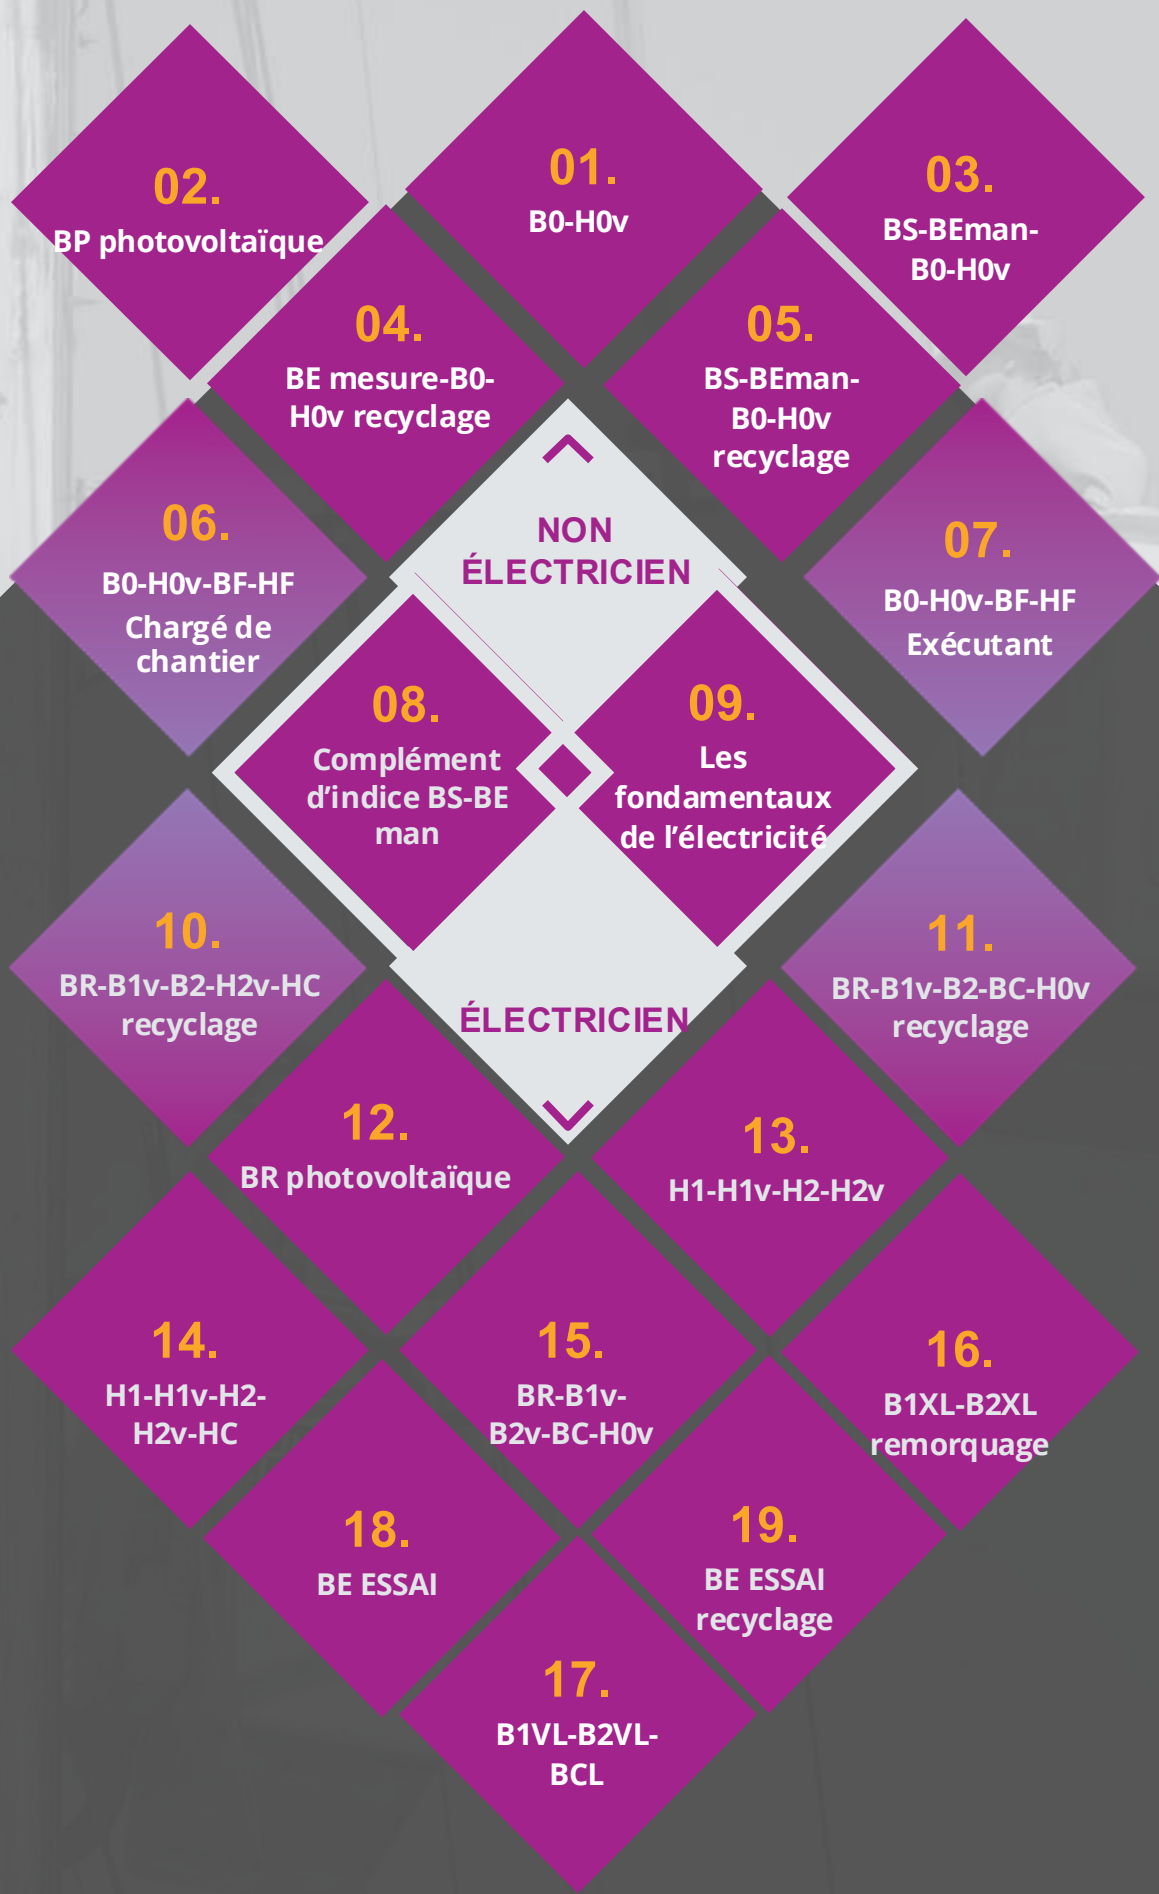 01.
B0-H0v
02.
BP photovoltaïque
03.
BS-BEman-
B0-H0v
04.
BE mesure-B0-
H0v recyclage
05.
BS-BEman-
B0-H0v
recyclage
NON
ÉLECTRICIEN
06.
B0-H0v-BF-HF
Chargé de
chantier
07.
B0-H0v-BF-HF
Exécutant
08.
Complément
d’indice BS-BE
man
09.
Les
fondamentaux
de l’électricité
10.
BR-B1v-B2-H2v-HC
recyclage
11.
BR-B1v-B2-BC-H0v
recyclage
ÉLECTRICIEN
12.
BR photovoltaïque
13.
H1-H1v-H2-H2v
14.
H1-H1v-H2-
H2v-HC
15.
BR-B1v-
B2v-BC-H0v
16.
B1XL-B2XL
remorquage
18.
BE ESSAI
19.
BE ESSAI
recyclage
17.
B1VL-B2VL-
BCL